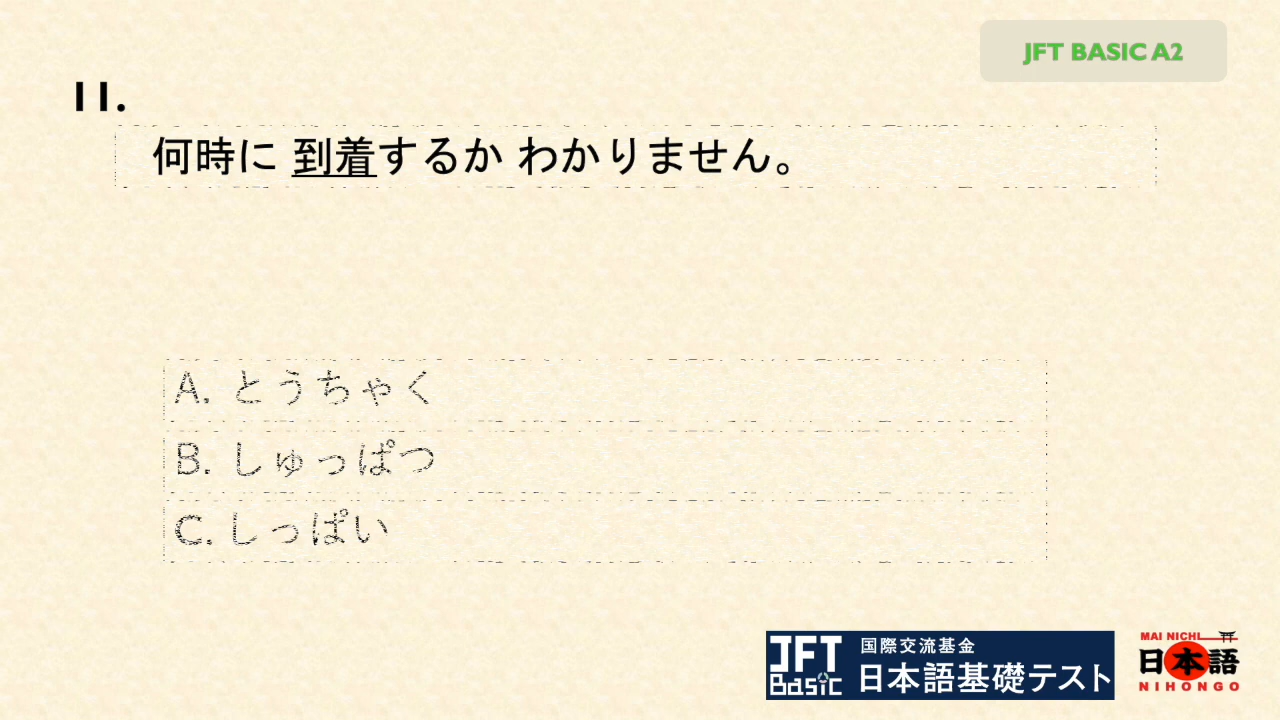 JFT BASIC A2
11.
何時に 到着するか わかりません。
A. とうちゃく
B. しゅっぱつ
C. しっぱい
JFT Basic
国際交流基金
日本語基礎テスト
MAI NICHI
日本語
NIHONGO